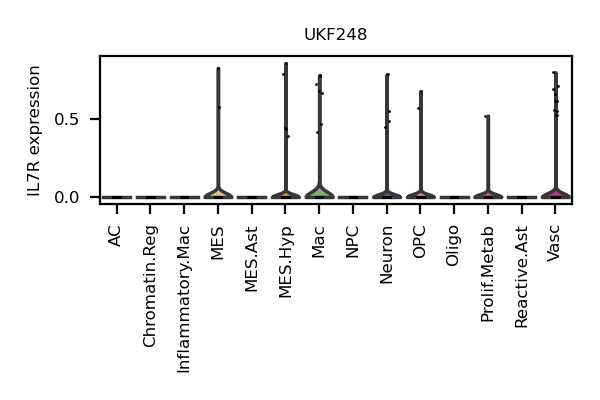 UKF248
IL7R expression
0.5
0.0
AC
Chromatin.Reg
Inflammatory.Mac
MES
MES.Ast
MES.Hyp
Mac
NPC
Neuron
OPC
Oligo
Prolif.Metab
Reactive.Ast
Vasc